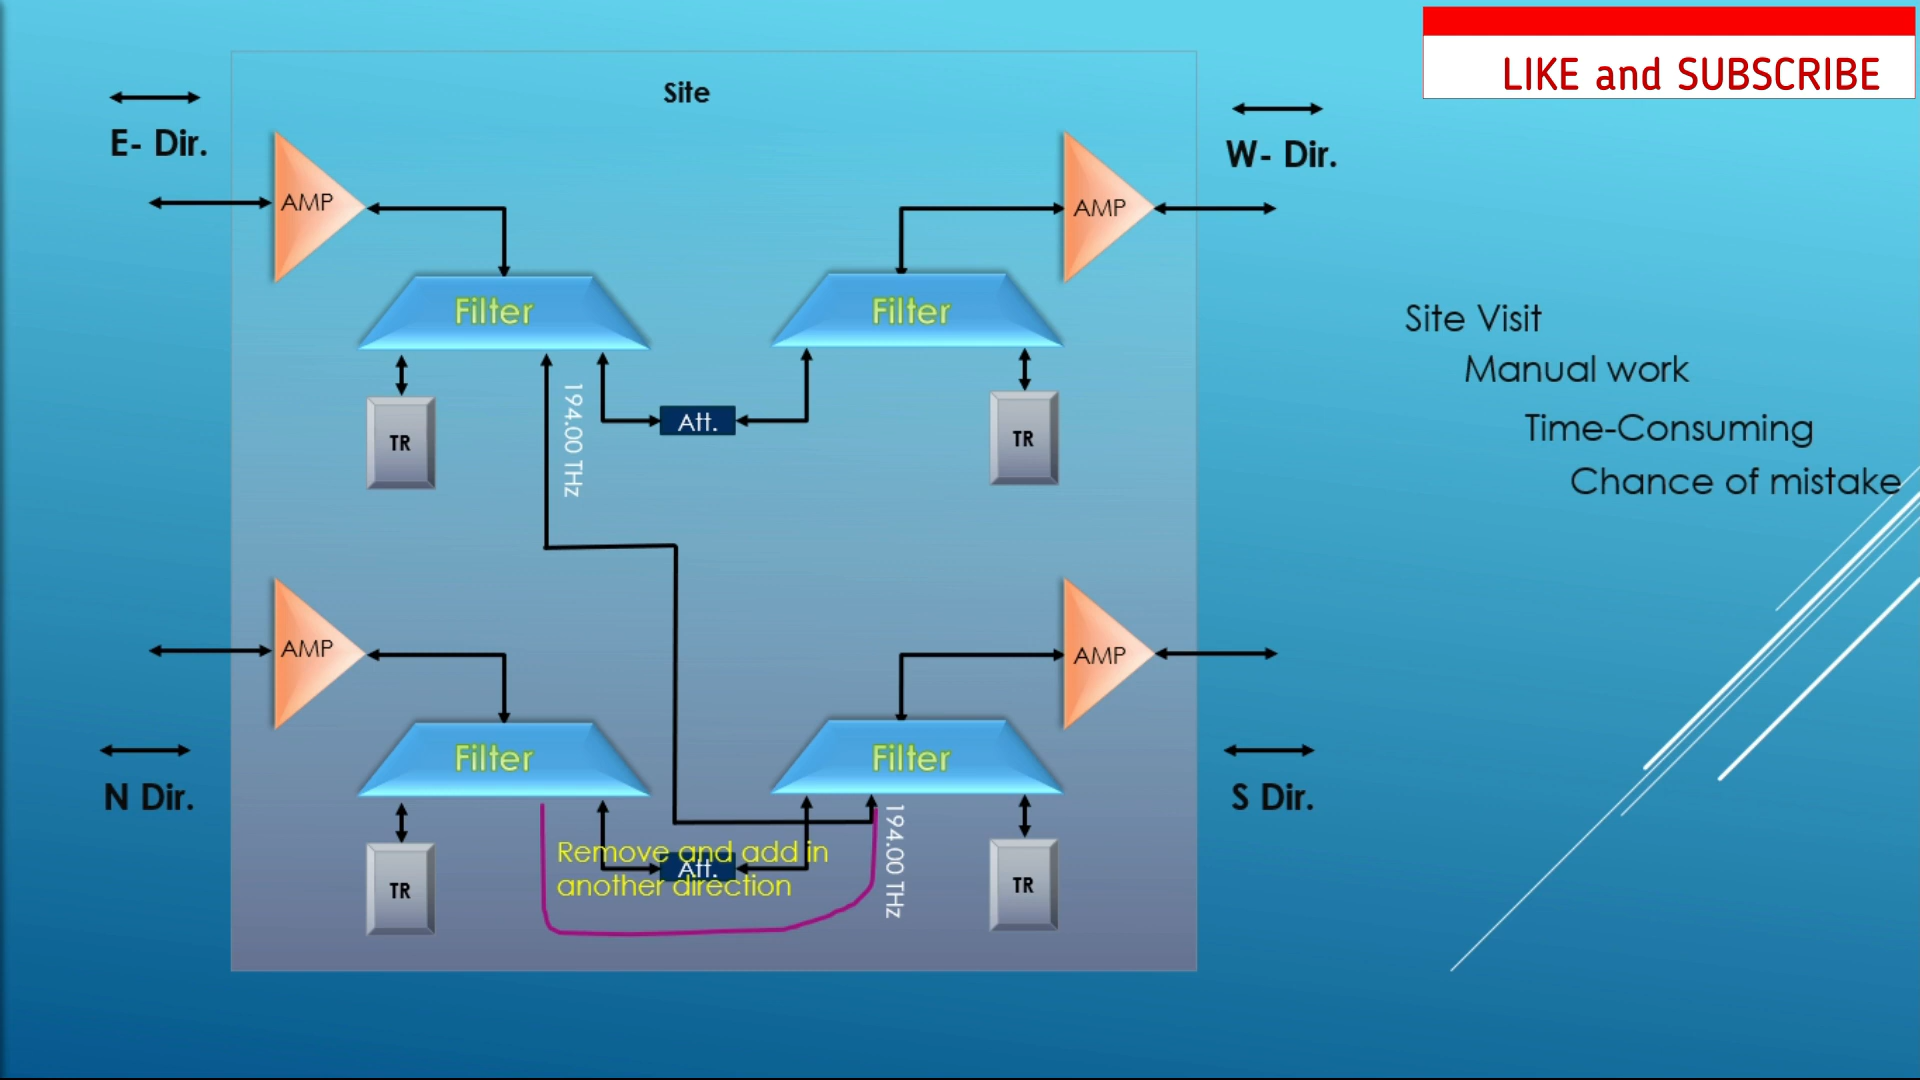 LIKE and SUBSCRIBE
Site
E- Dir.
W- Dir.
AMP
AMP
Filter
Filter
Site Visit
Manual work
Time-Consuming
Chance of mistake
194.00 THz
Att.
TR
TR
AMP
AMP
Filter
Filter
N Dir.
S Dir.
194.00 THz
Remove and add in
Att.
another direction
TR
TR